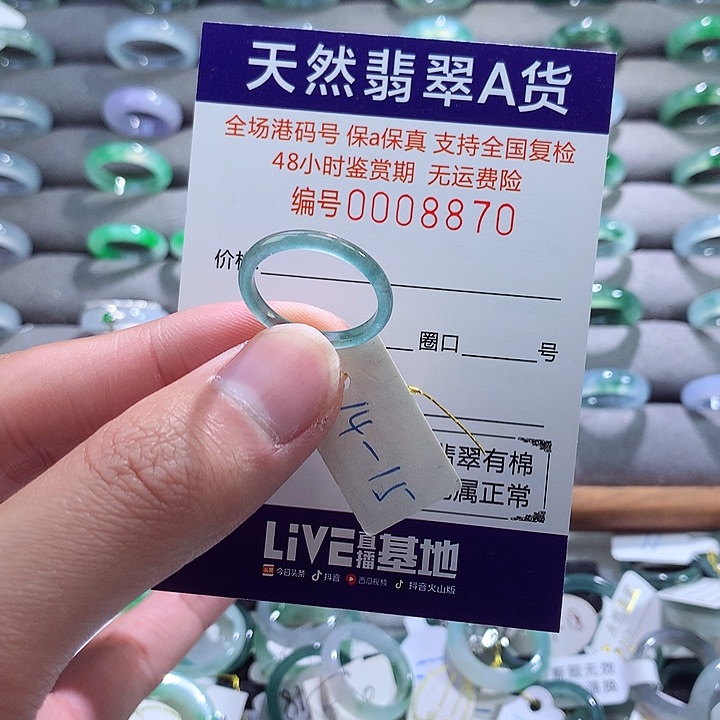 天然翡翠A货
全场港码号 保a保真 支持全国复检
48小时鉴赏期 无运费险
编号0008870
价格:
圈口 号
翡翠有棉
属正常
LiVE直播基地
今日头条 抖音 西瓜视频 抖音火山版